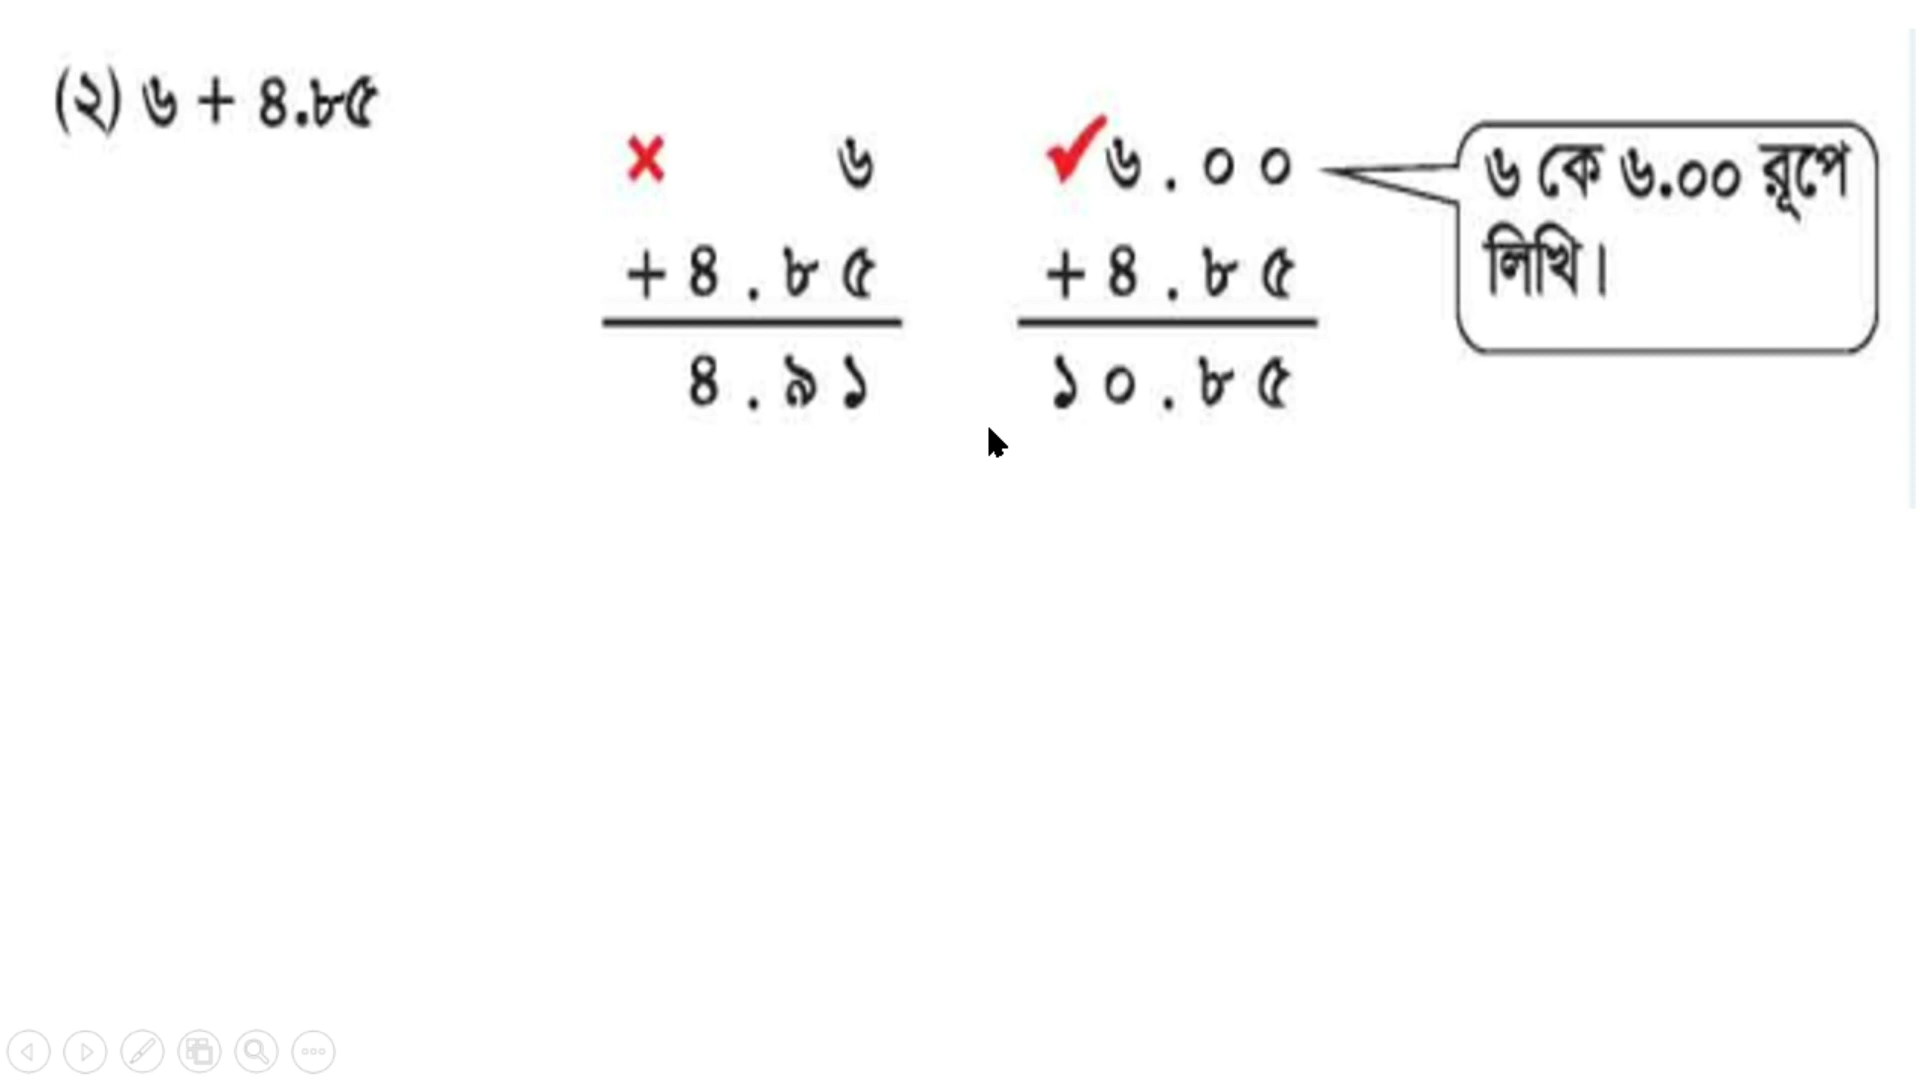 (২) ৬ + ৪.৮৫
× ৬
+ ৪ . ৮ ৫
৪ . ৯ ১
✓ ৬ . ০ ০
+ ৪ . ৮ ৫
১ ০ . ৮ ৫
৬ কে ৬.০০ রূপে
লিখি।